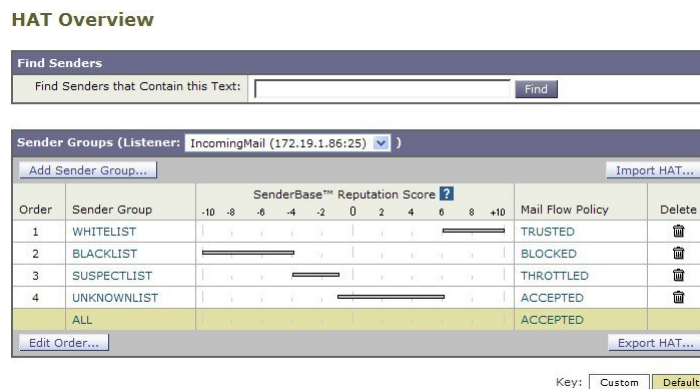 HAT Overview
Find Senders
Find Senders that Contain this Text: Find
Sender Groups (Listener: IncomingMail (172.19.1.86:25) )
Add Sender Group... Import HAT...
SenderBase™ Reputation Score ?
Order Sender Group -10 -8 -6 -4 -2 0 2 4 6 8 +10 Mail Flow Policy Delete
1 WHITELIST TRUSTED
2 BLACKLIST BLOCKED
3 SUSPECTLIST THROTTLED
4 UNKNOWNLIST ACCEPTED
ALL ACCEPTED
Edit Order... Export HAT...
Key: Custom Default